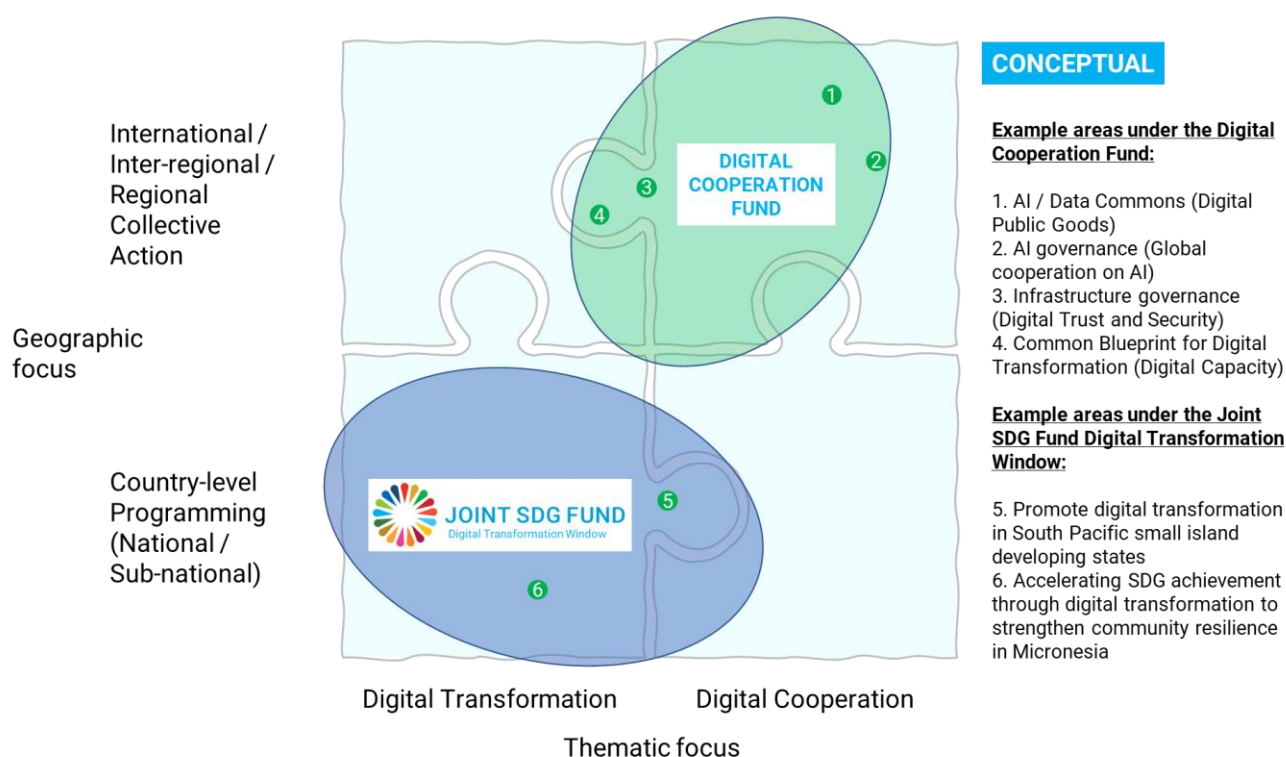 International /
Inter-regional /
Regional
Collective
Action
Geographic
focus
Country-level
Programming
(National /
Sub-national)
1
2
3
4
DIGITAL
COOPERATION
FUND
JOINT SDG FUND
Digital Transformation Window
5
6
Digital Transformation
Digital Cooperation
Thematic focus
CONCEPTUAL
Example areas under the Digital
Cooperation Fund:
1. AI / Data Commons (Digital
Public Goods)
2. AI governance (Global
cooperation on AI)
3. Infrastructure governance
(Digital Trust and Security)
4. Common Blueprint for Digital
Transformation (Digital Capacity)
Example areas under the Joint
SDG Fund Digital Transformation
Window:
5. Promote digital transformation
in South Pacific small island
developing states
6. Accelerating SDG achievement
through digital transformation to
strengthen community resilience
in Micronesia